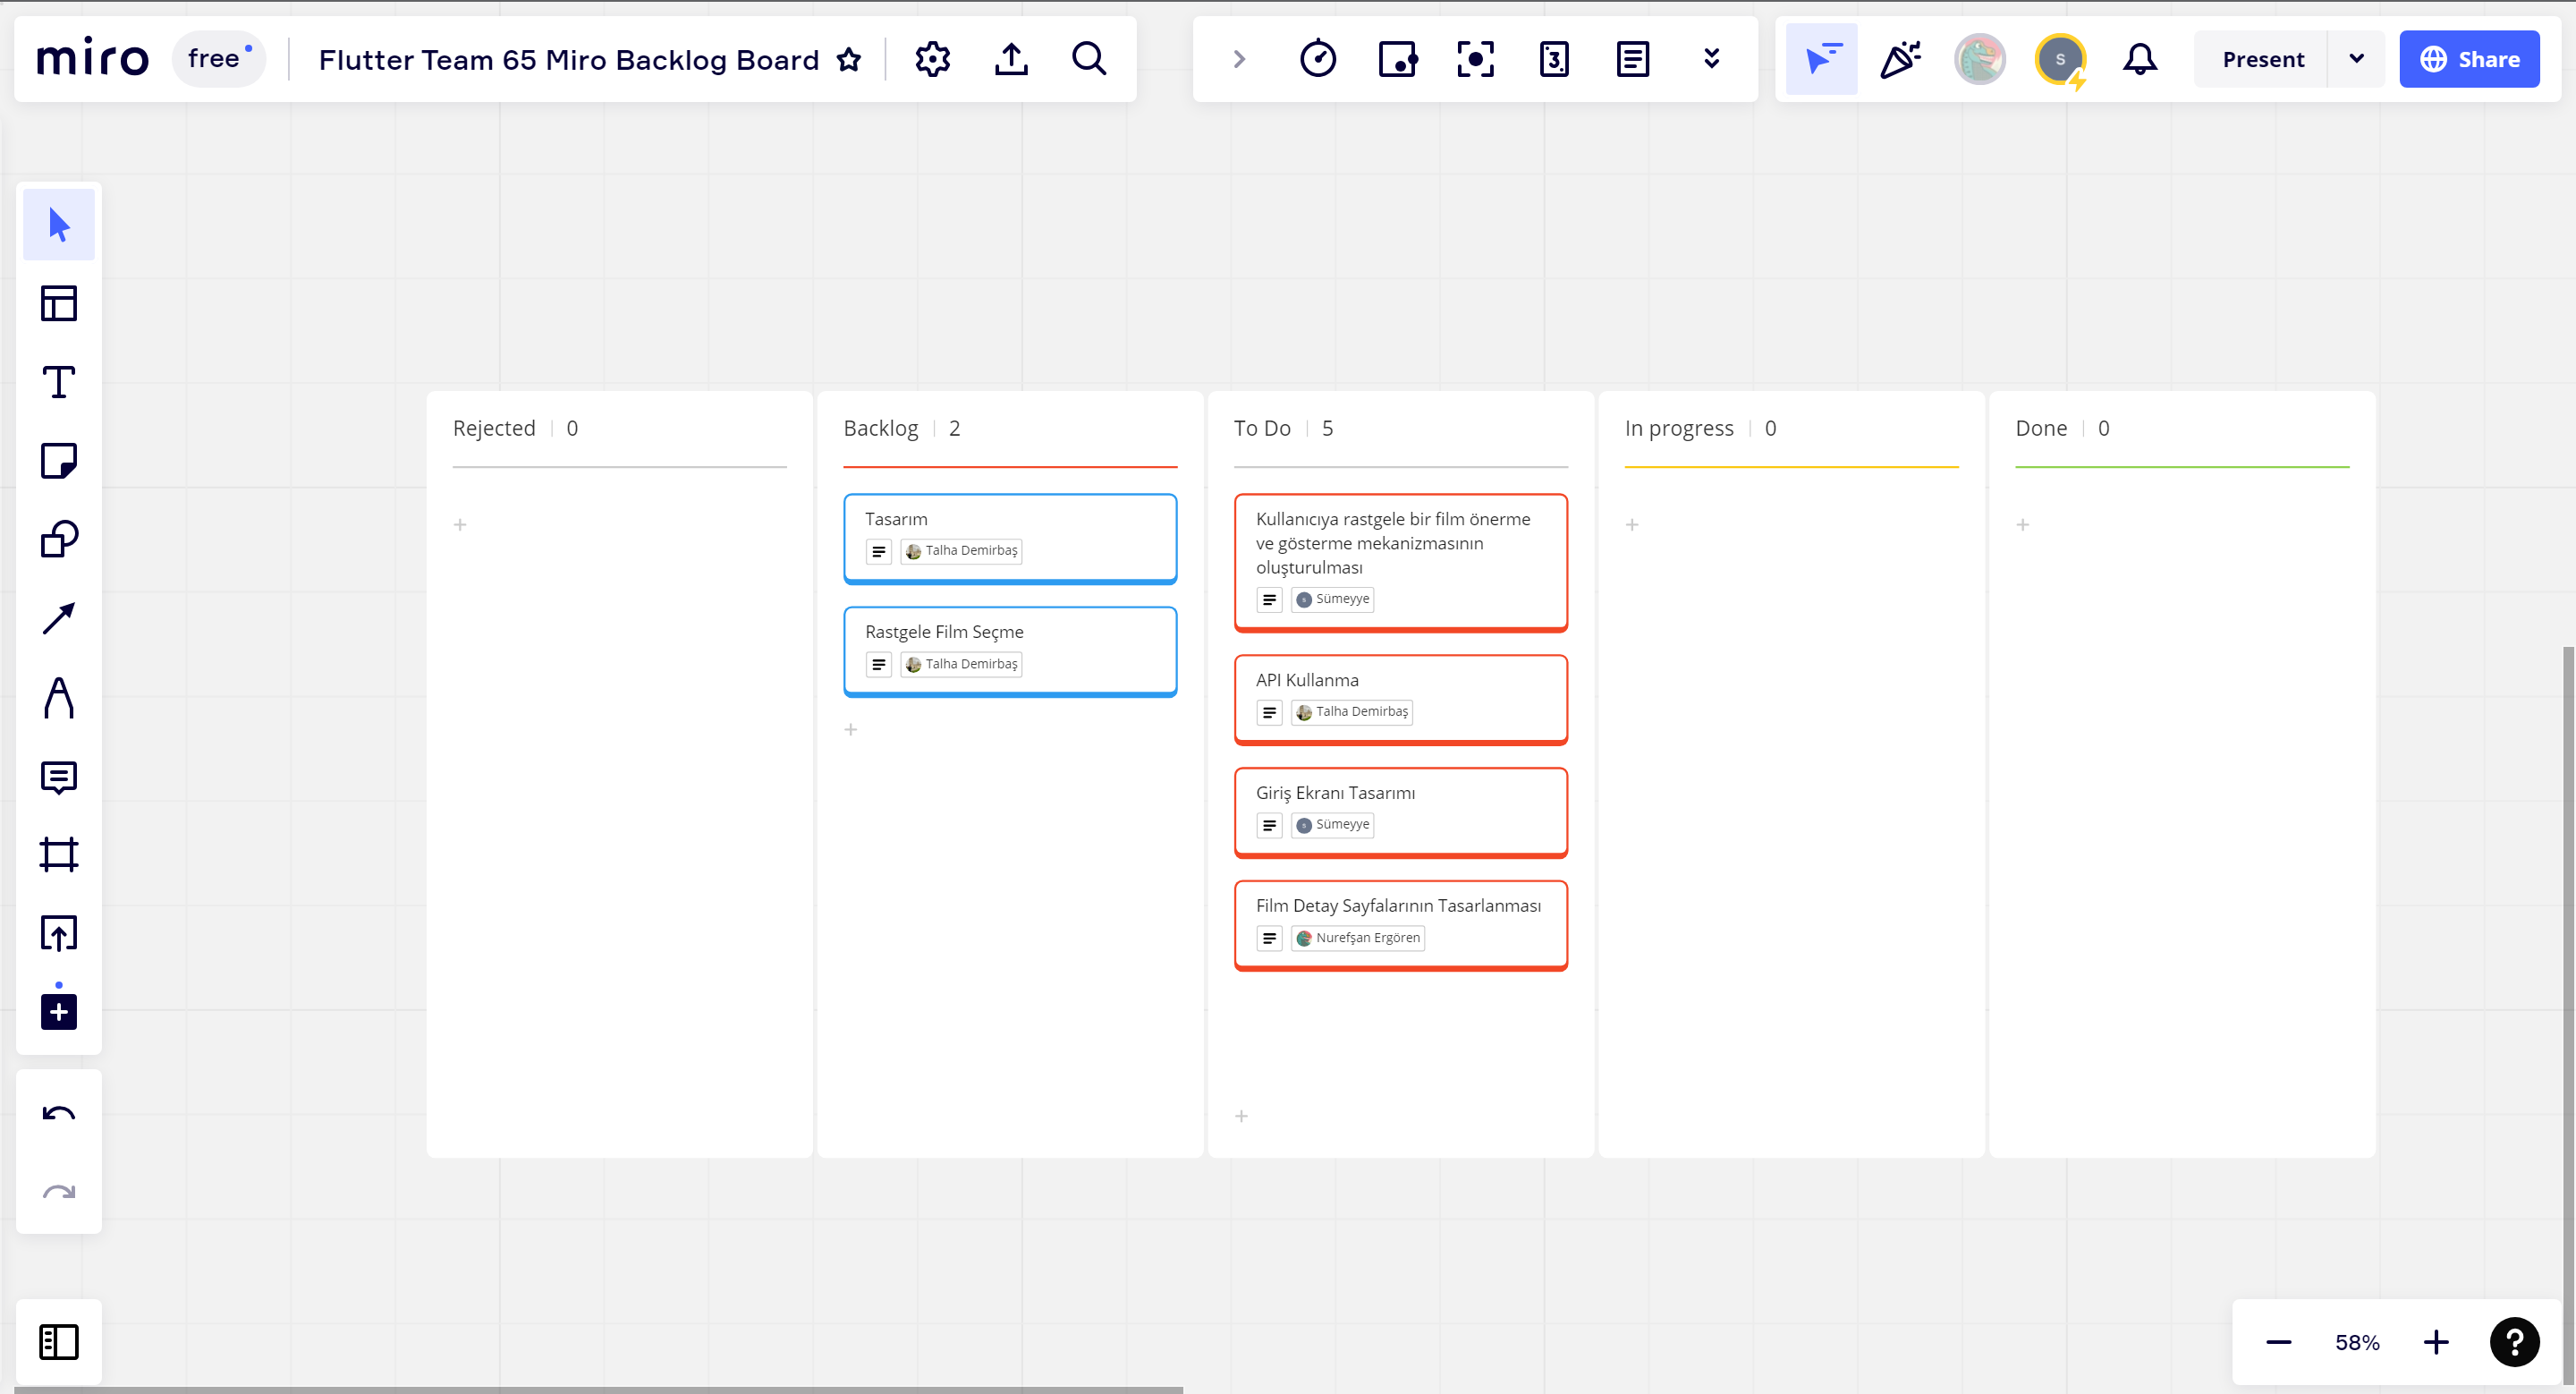 miro free Flutter Team 65 Miro Backlog Board
3
S
Present
Share
Rejected 0
Backlog 2
To Do 5
In progress 0
Done 0
Tasarım
Talha Demirbaş
Rastgele Film Seçme
Talha Demirbaş
Kullanıcıya rastgele bir film önerme
ve gösterme mekanizmasının
oluşturulması
S Sümeyye
API Kullanma
Talha Demirbaş
Giriş Ekranı Tasarımı
S Sümeyye
Film Detay Sayfalarının Tasarlanması
Nurefşan Ergören
58%
?